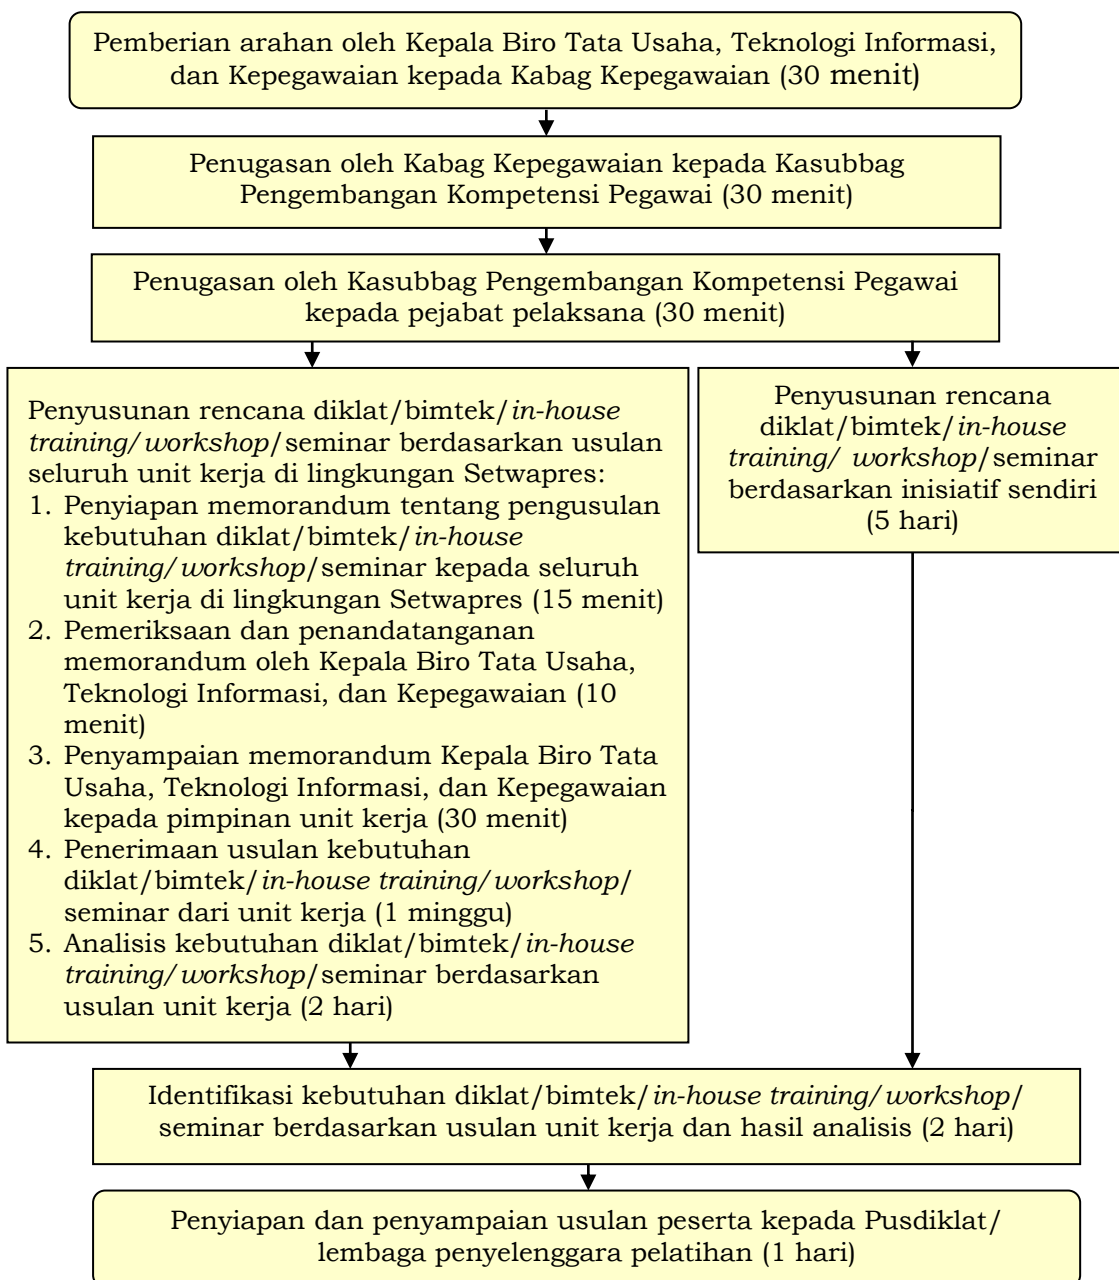 Pemberian arahan oleh Kepala Biro Tata Usaha, Teknologi Informasi,
dan Kepegawaian kepada Kabag Kepegawaian (30 menit)
Penugasan oleh Kabag Kepegawaian kepada Kasubbag
Pengembangan Kompetensi Pegawai (30 menit)
Penugasan oleh Kasubbag Pengembangan Kompetensi Pegawai
kepada pejabat pelaksana (30 menit)
Penyusunan rencana diklat/bimtek/in-house
training/workshop/seminar berdasarkan usulan
seluruh unit kerja di lingkungan Setwapres:
1. Penyiapan memorandum tentang pengusulan
kebutuhan diklat/bimtek/in-house
training/workshop/seminar kepada seluruh
unit kerja di lingkungan Setwapres (15 menit)
2. Pemeriksaan dan penandatanganan
memorandum oleh Kepala Biro Tata Usaha,
Teknologi Informasi, dan Kepegawaian (10
menit)
3. Penyampaian memorandum Kepala Biro Tata
Usaha, Teknologi Informasi, dan Kepegawaian
kepada pimpinan unit kerja (30 menit)
4. Penerimaan usulan kebutuhan
diklat/bimtek/in-house training/workshop/
seminar dari unit kerja (1 minggu)
5. Analisis kebutuhan diklat/bimtek/in-house
training/workshop/seminar berdasarkan
usulan unit kerja (2 hari)
Penyusunan rencana
diklat/bimtek/in-house
training/ workshop/seminar
berdasarkan inisiatif sendiri
(5 hari)
Identifikasi kebutuhan diklat/bimtek/in-house training/workshop/
seminar berdasarkan usulan unit kerja dan hasil analisis (2 hari)
Penyiapan dan penyampaian usulan peserta kepada Pusdiklat/
lembaga penyelenggara pelatihan (1 hari)